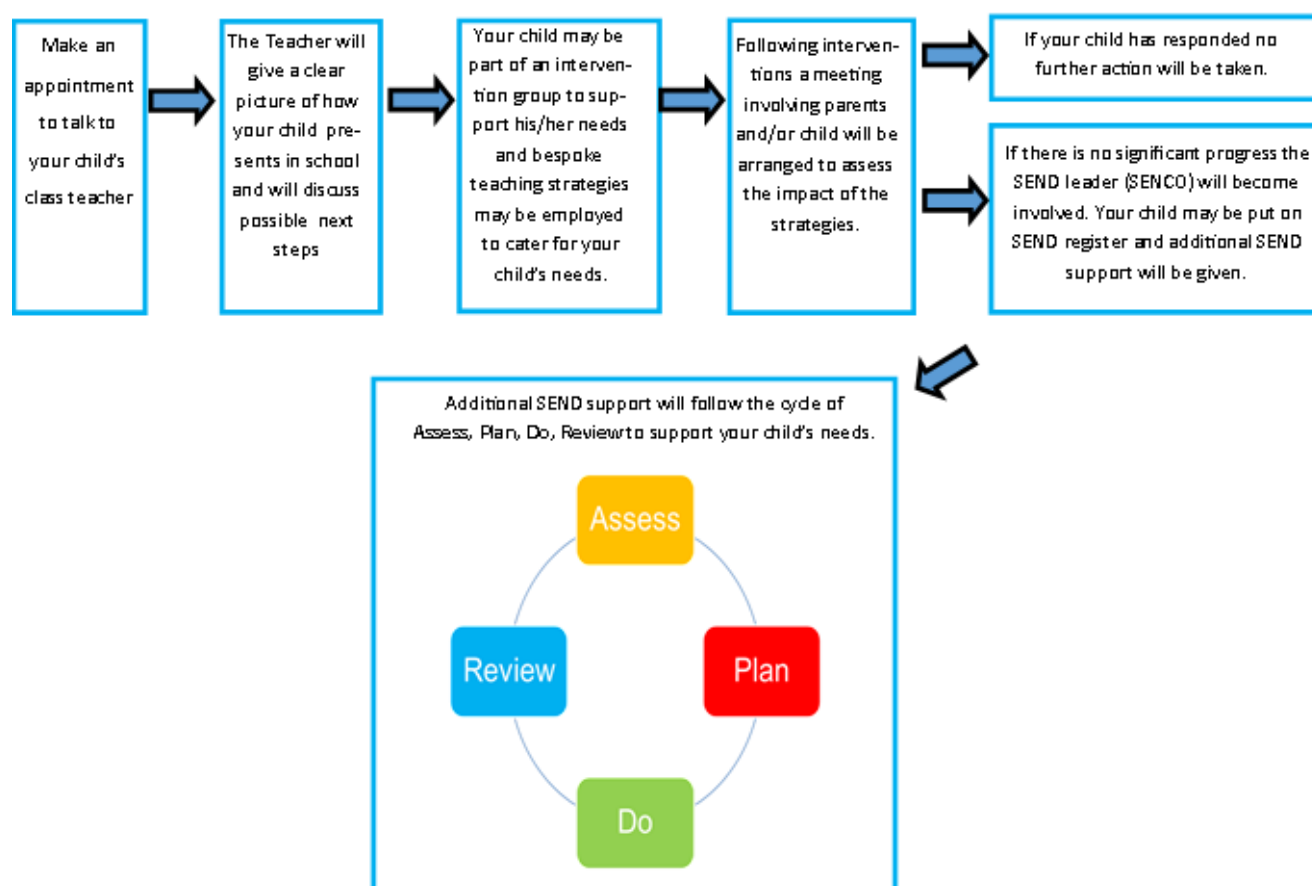 Make an
appointment
to talk to
your child's
class teacher
The Teacher will
give a clear
picture of how
your child pre-
sents in school
and will discuss
possible next
steps
Your child may be
part of an interven-
tion group to sup-
port his/her needs
and bespoke
teaching strategies
may be employed
to cater for your
child's needs.
Following interven-
tions a meeting
involving parents
and/or child will be
arranged to assess
the impact of the
strategies.
If your child has responded no
further action will be taken.
If there is no significant progress the
SEND leader (SENCO) will become
involved. Your child may be put on
SEND register and additional SEND
support will be given.
Additional SEND support will follow the cycle of
Assess, Plan, Do, Review to support your child's needs.
Assess
Plan
Do
Review